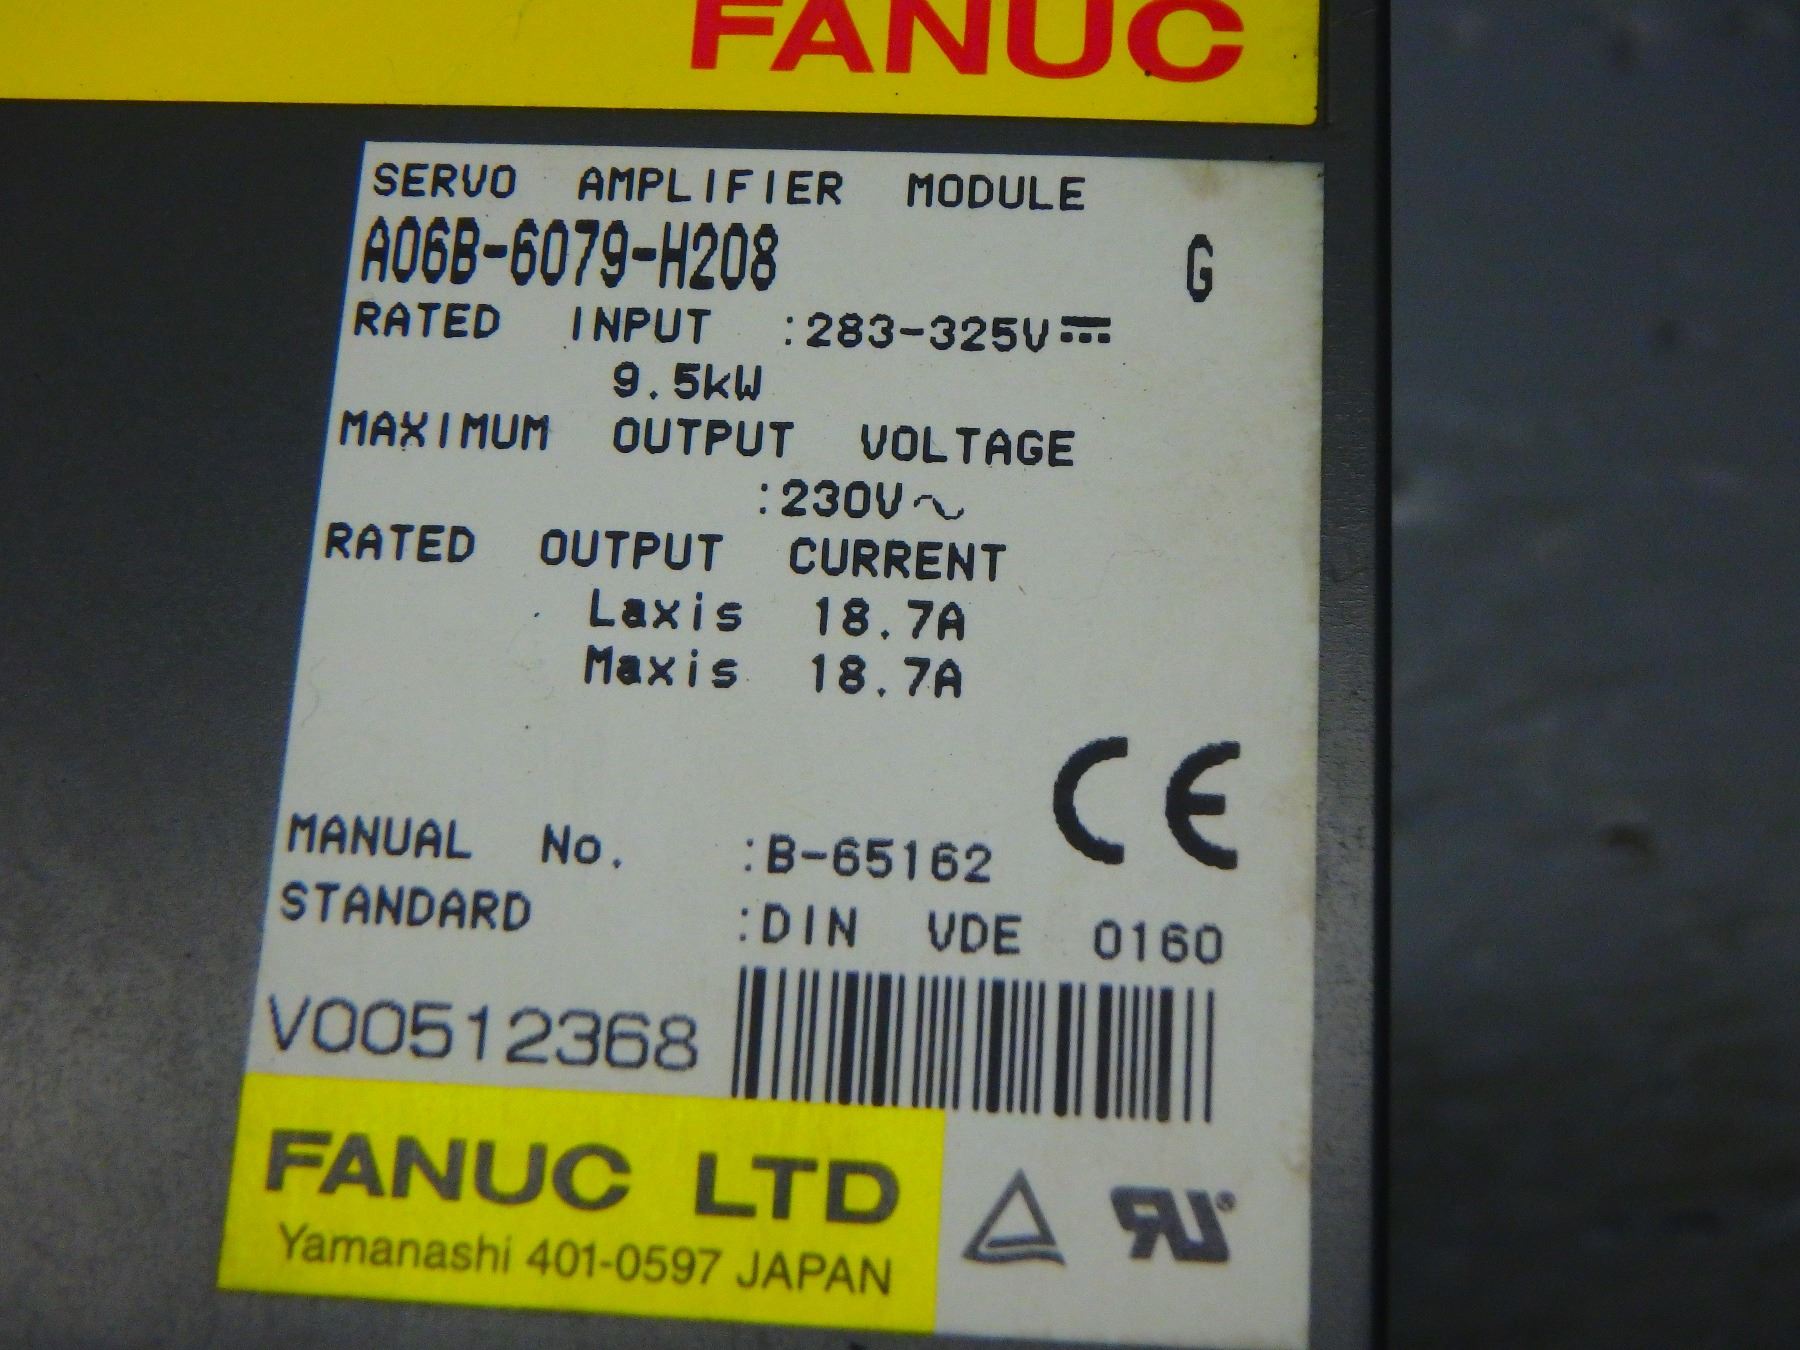 FANUC
SERVO AMPLIFIER MODULE
A06B-6079-H208 G
RATED INPUT :283-325V⎓
9.5kW
MAXIMUM OUTPUT VOLTAGE
:230V~
RATED OUTPUT CURRENT
Laxis 18.7A
Maxis 18.7A
CE
MANUAL No. :B-65162
STANDARD :DIN VDE 0160
V00512368
FANUC LTD
Yamanashi 401-0597 JAPAN
RU®